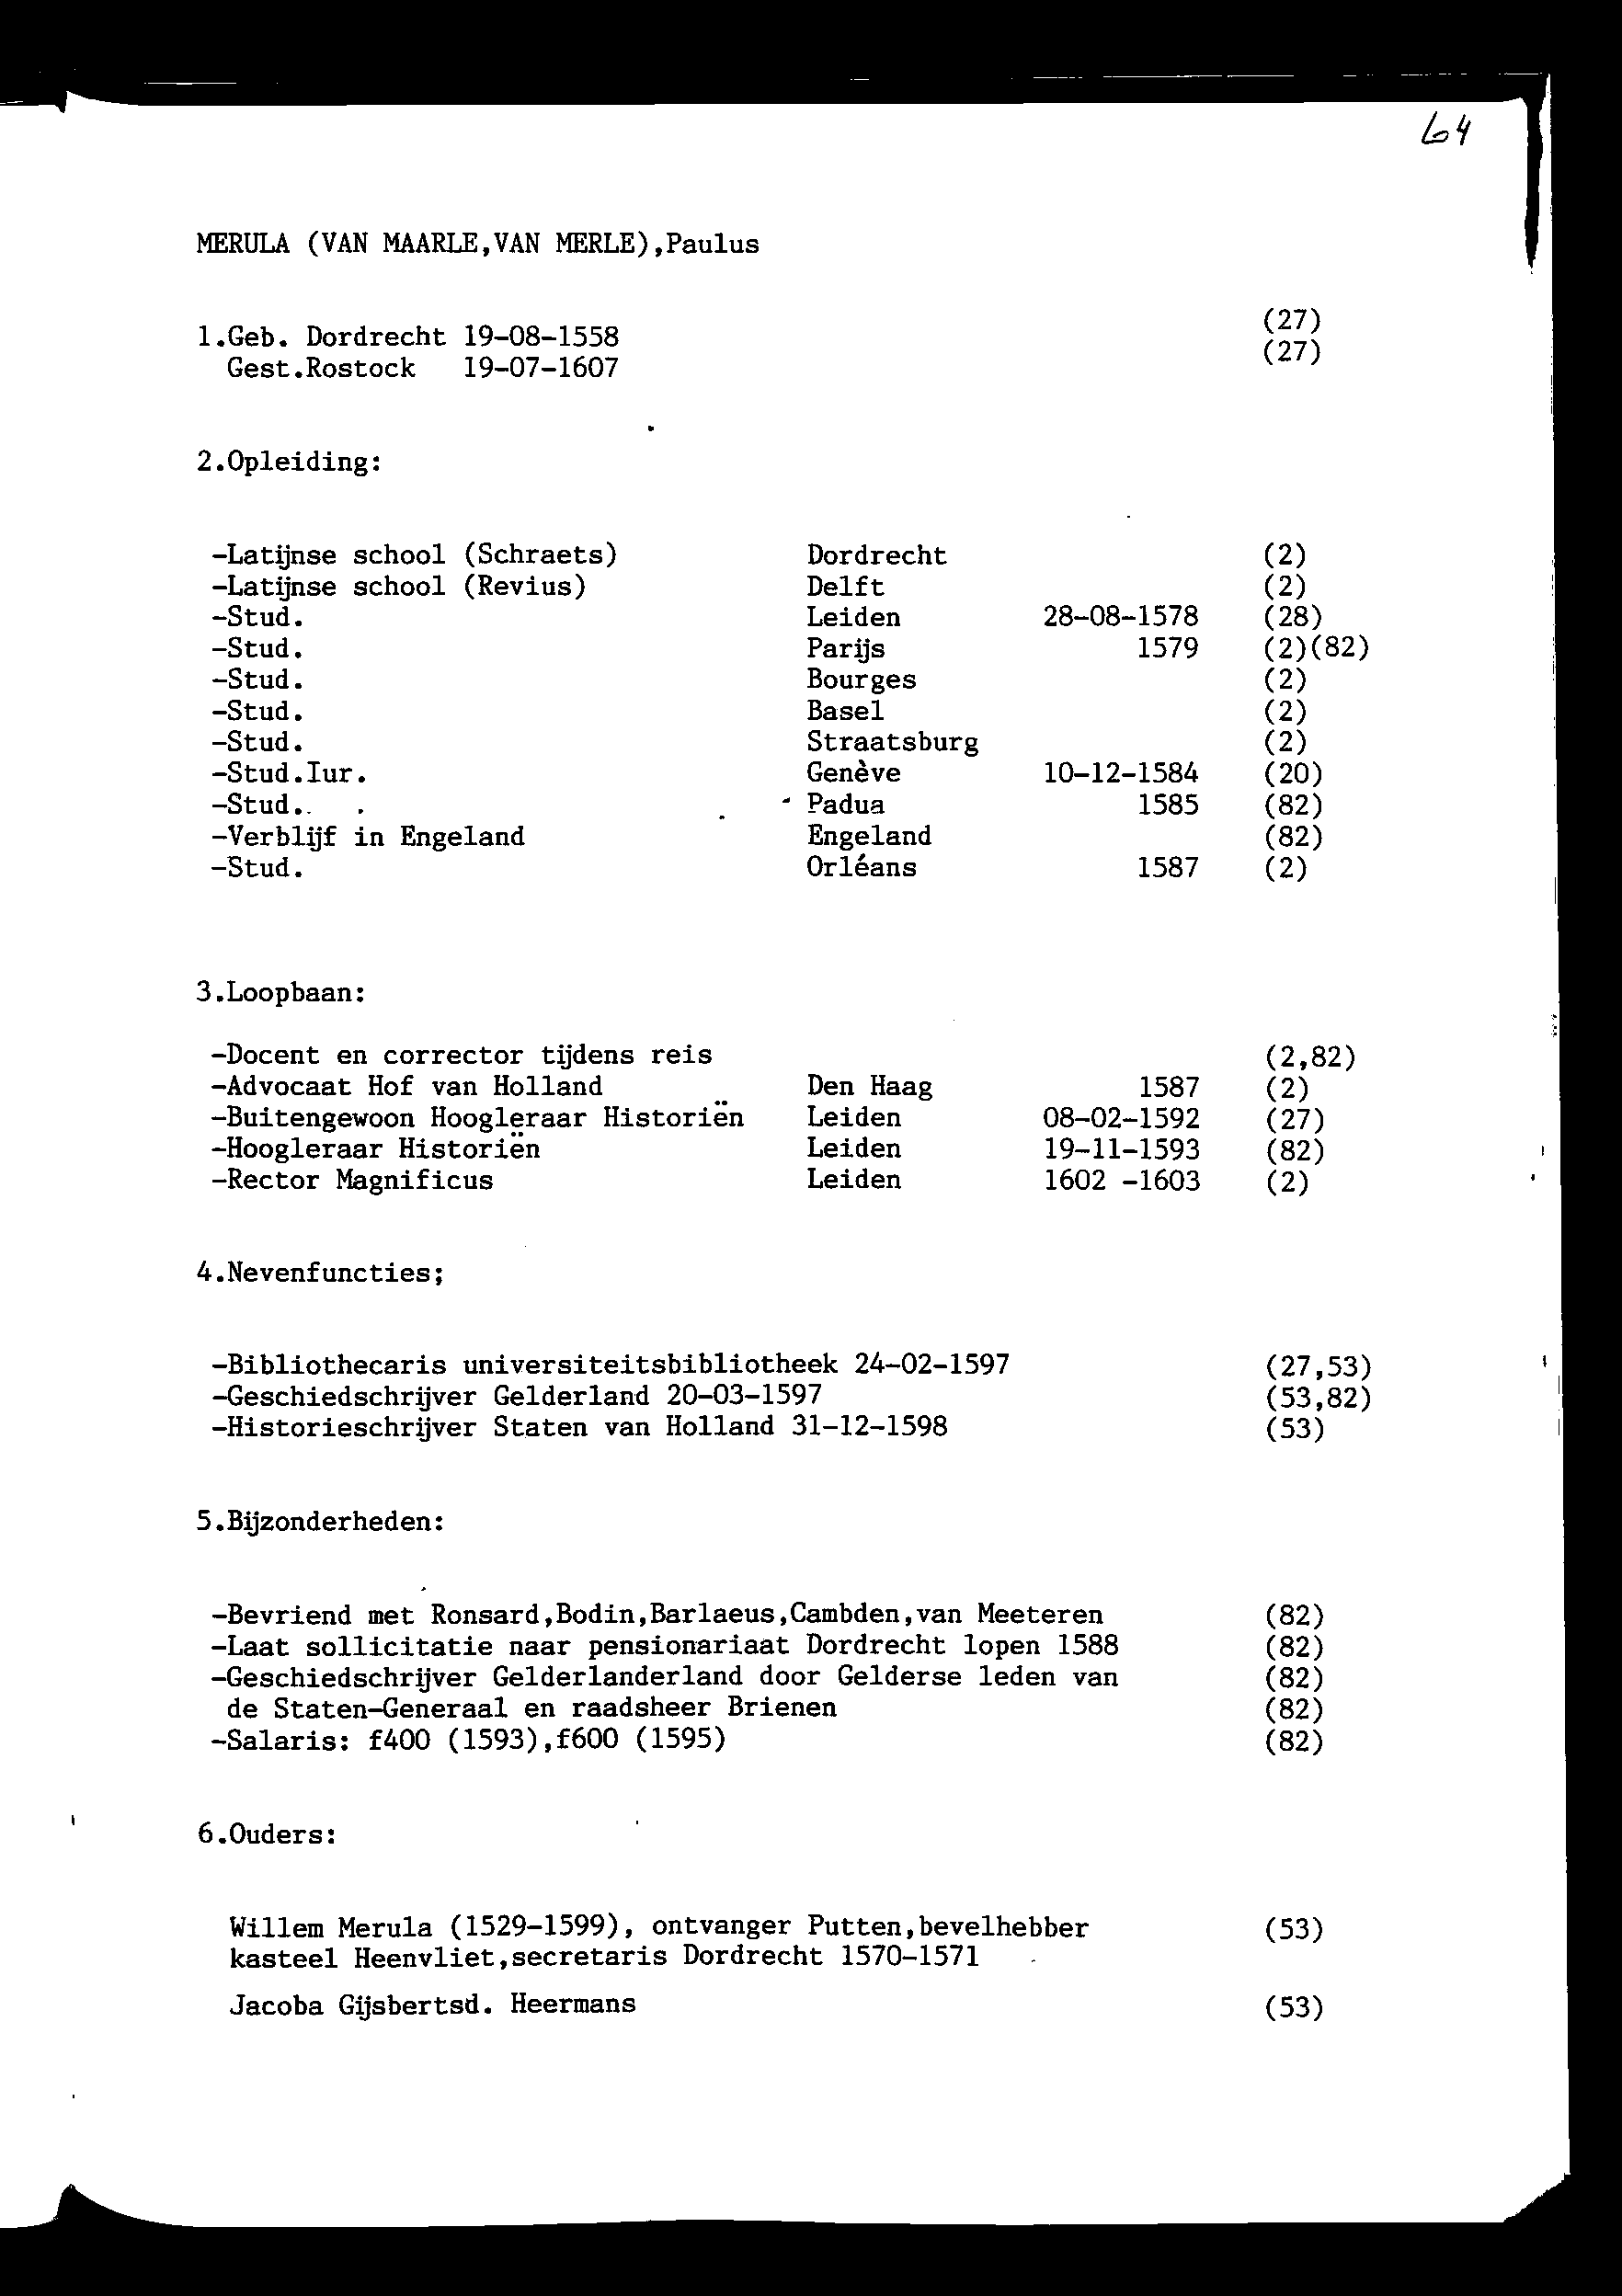 64
MERULA (VAN MAARLE,VAN MERLE),Paulus
1.Geb. Dordrecht 19-08-1558 (27)
Gest.Rostock 19-07-1607 (27)
2.Opleiding:
-Latijnse school (Schraets) Dordrecht (2)
-Latijnse school (Revius) Delft (2)
-Stud. Leiden 28-08-1578 (28)
-Stud. Parijs 1579 (2)(82)
-Stud. Bourges (2)
-Stud. Basel (2)
-Stud. Straatsburg (2)
-Stud.Iur. Genève 10-12-1584 (20)
-Stud. Padua 1585 (82)
-Verblijf in Engeland Engeland (82)
-Stud. Orléans 1587 (2)
3.Loopbaan:
-Docent en corrector tijdens reis (2,82)
-Advocaat Hof van Holland Den Haag 1587 (2)
-Buitengewoon Hoogleraar Historiën Leiden 08-02-1592 (27)
-Hoogleraar Historiën Leiden 19-11-1593 (82)
-Rector Magnificus Leiden 1602 -1603 (2)
4.Nevenfuncties;
-Bibliothecaris universiteitsbibliotheek 24-02-1597 (27,53)
-Geschiedschrijver Gelderland 20-03-1597 (53,82)
-Historieschrijver Staten van Holland 31-12-1598 (53)
5.Bijzonderheden:
-Bevriend met Ronsard,Bodin,Barlaeus,Cambden,van Meeteren (82)
-Laat sollicitatie naar pensionariaat Dordrecht lopen 1588 (82)
-Geschiedschrijver Gelderlanderland door Gelderse leden van (82)
de Staten-Generaal en raadsheer Brienen (82)
-Salaris: f400 (1593),f600 (1595) (82)
6.Ouders:
Willem Merula (1529-1599), ontvanger Putten,bevelhebber (53)
kasteel Heenvliet,secretaris Dordrecht 1570-1571
Jacoba Gijsbertsd. Heermans (53)